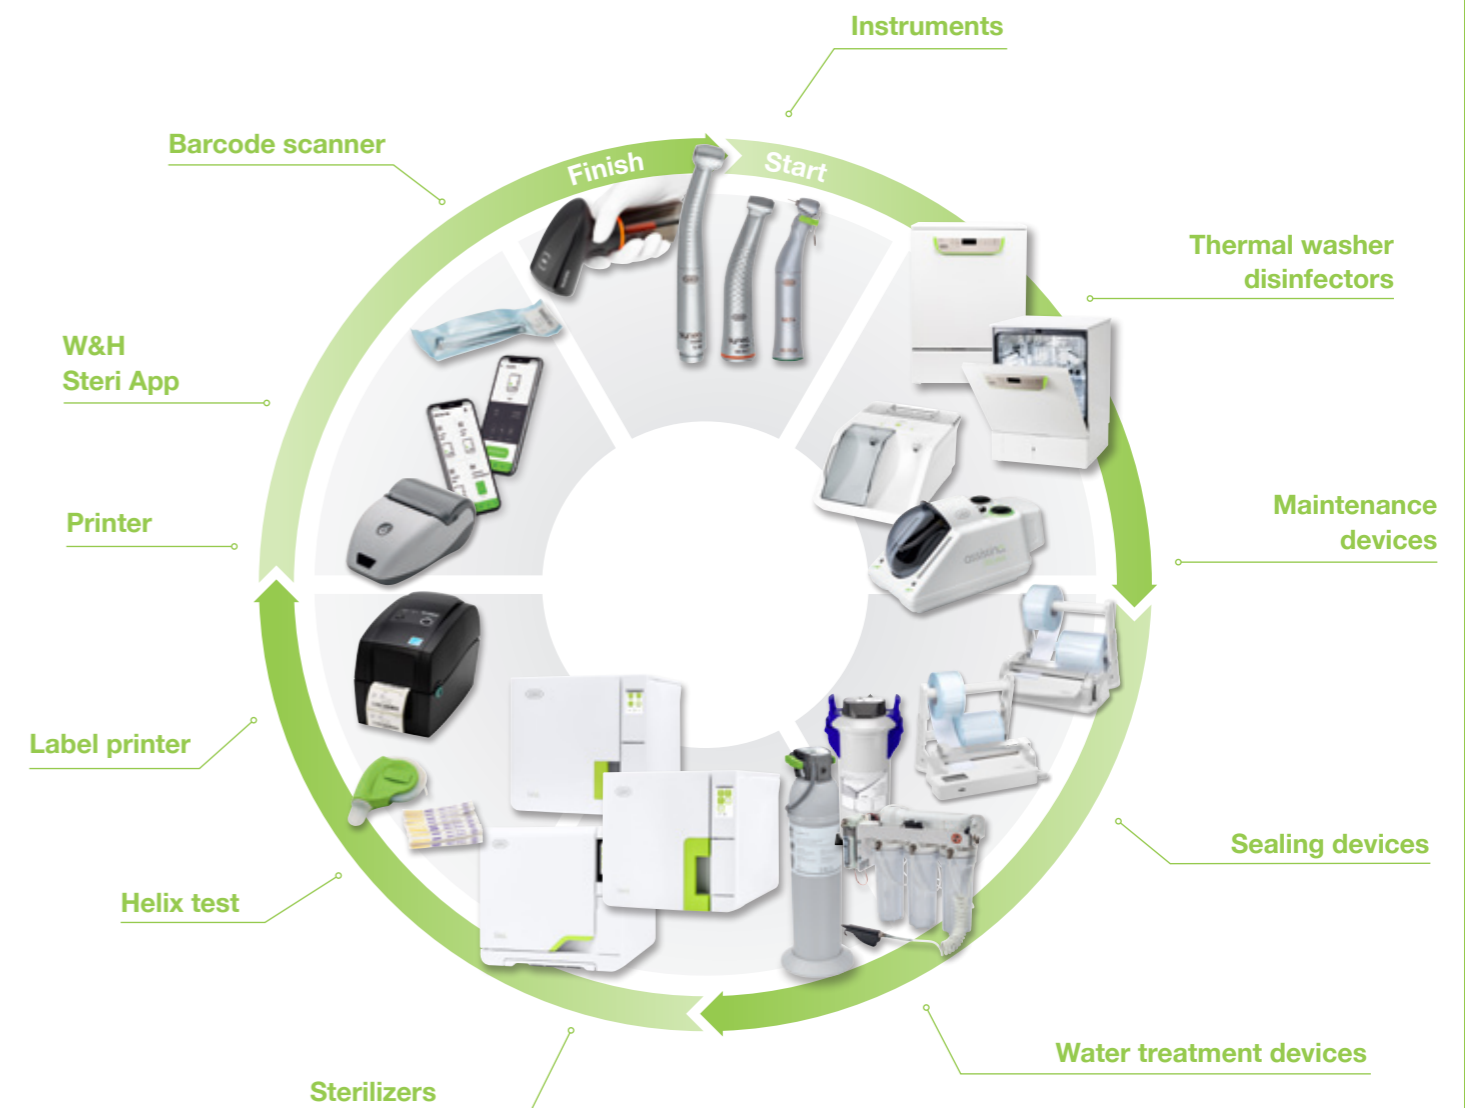 Instruments
Barcode scanner
Finish
Start
Thermal washer
disinfectors
W&H
Steri App
Maintenance
devices
Printer
assistina
Label printer
Sealing devices
Helix test
Water treatment devices
Sterilizers